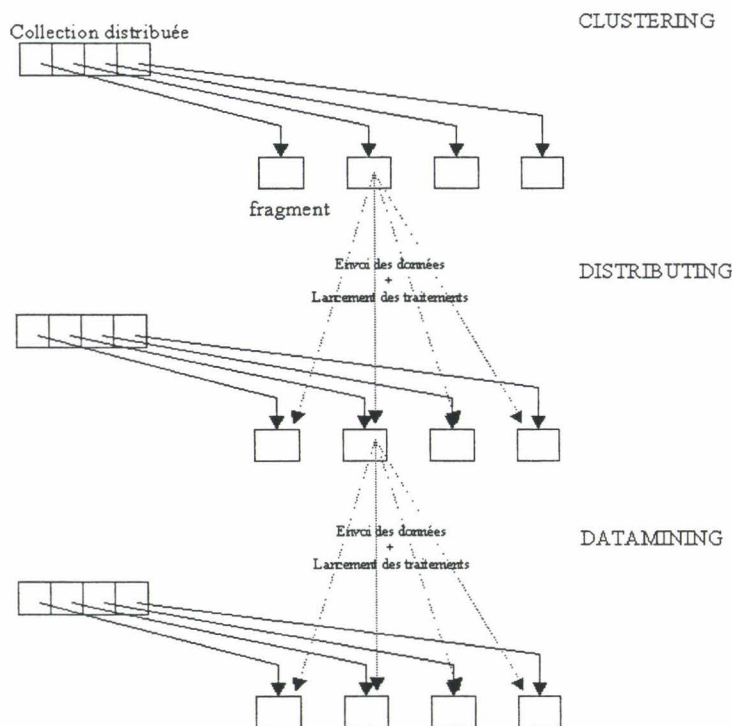 CLUSTERING
Collection distribuée
fragment
Envoi des données
+
Lancement des traitements
DISTRIBUTING
Envoi des données
+
Lancement des traitements
DATAMINING